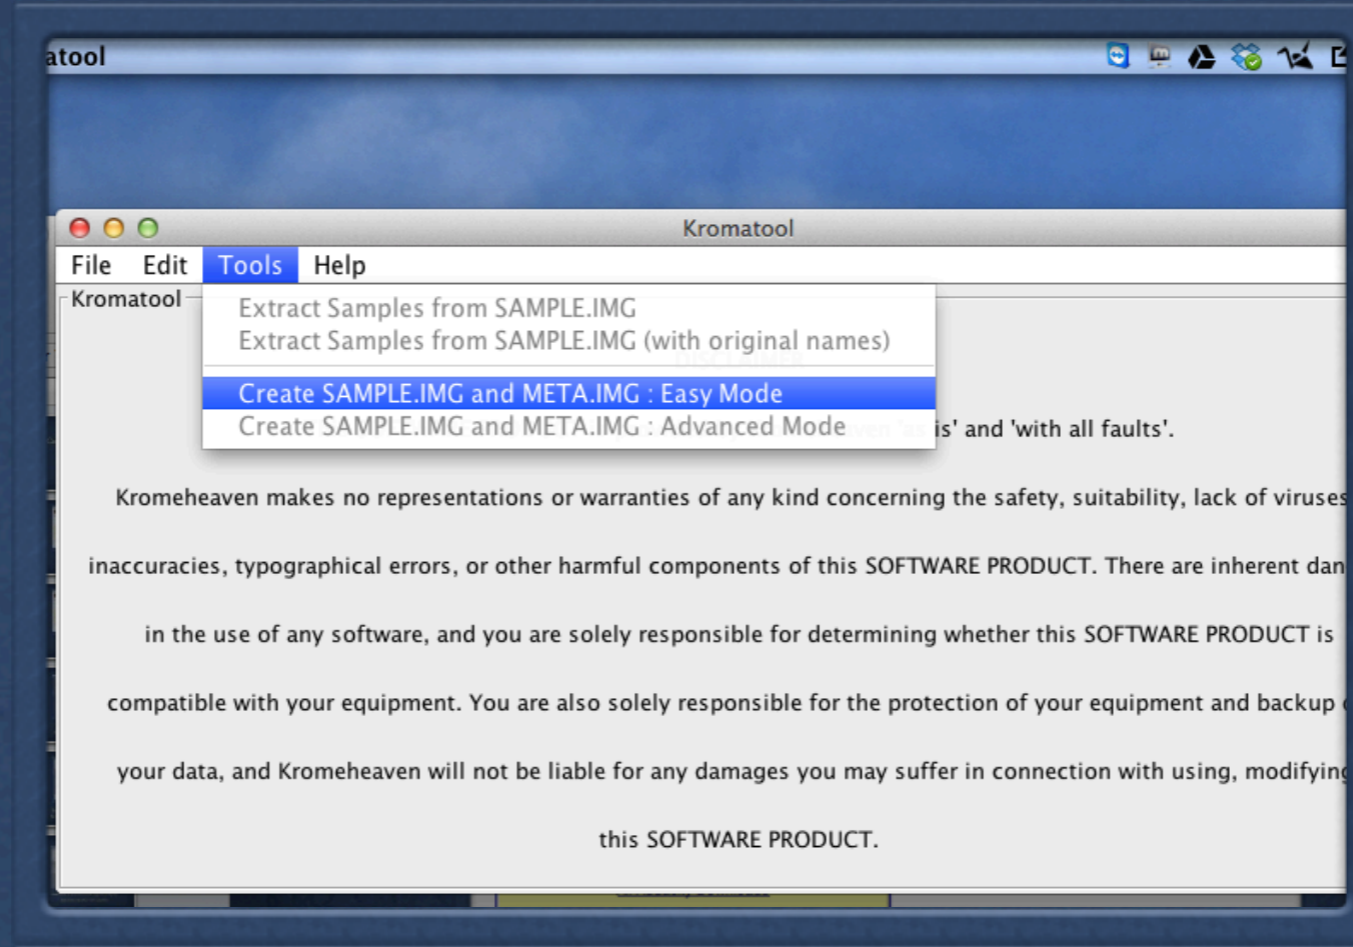 atool
Kromatool
File Edit Tools Help
Kromatool
Extract Samples from SAMPLE.IMG
Extract Samples from SAMPLE.IMG (with original names)
DISCLAIMER
Create SAMPLE.IMG and META.IMG : Easy Mode
Create SAMPLE.IMG and META.IMG : Advanced Mode
'as is' and 'with all faults'.
Kromeheaven makes no representations or warranties of any kind concerning the safety, suitability, lack of viruses
inaccuracies, typographical errors, or other harmful components of this SOFTWARE PRODUCT. There are inherent dan
in the use of any software, and you are solely responsible for determining whether this SOFTWARE PRODUCT is
compatible with your equipment. You are also solely responsible for the protection of your equipment and backup
your data, and Kromeheaven will not be liable for any damages you may suffer in connection with using, modifying
this SOFTWARE PRODUCT.